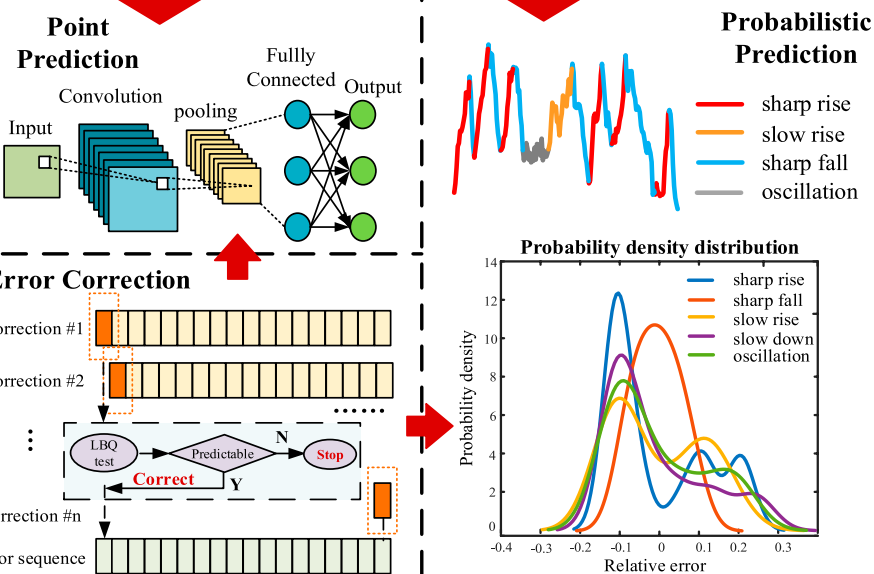 Point
Prediction
Fullly
Connected
Output
Convolution
pooling
Input
Probabilistic
Prediction
sharp rise
slow rise
sharp fall
oscillation
Error Correction
orrection #1
orrection #2
......
LBQ
test
Predictable
N
Stop
Correct
Y
rrection #n
or sequence
Probability density distribution
sharp rise
sharp fall
slow rise
slow down
oscillation
Probability density
14
12
10
8
6
4
2
0
-0.4 -0.3 -0.2 -0.1 0 0.1 0.2 0.3
Relative error